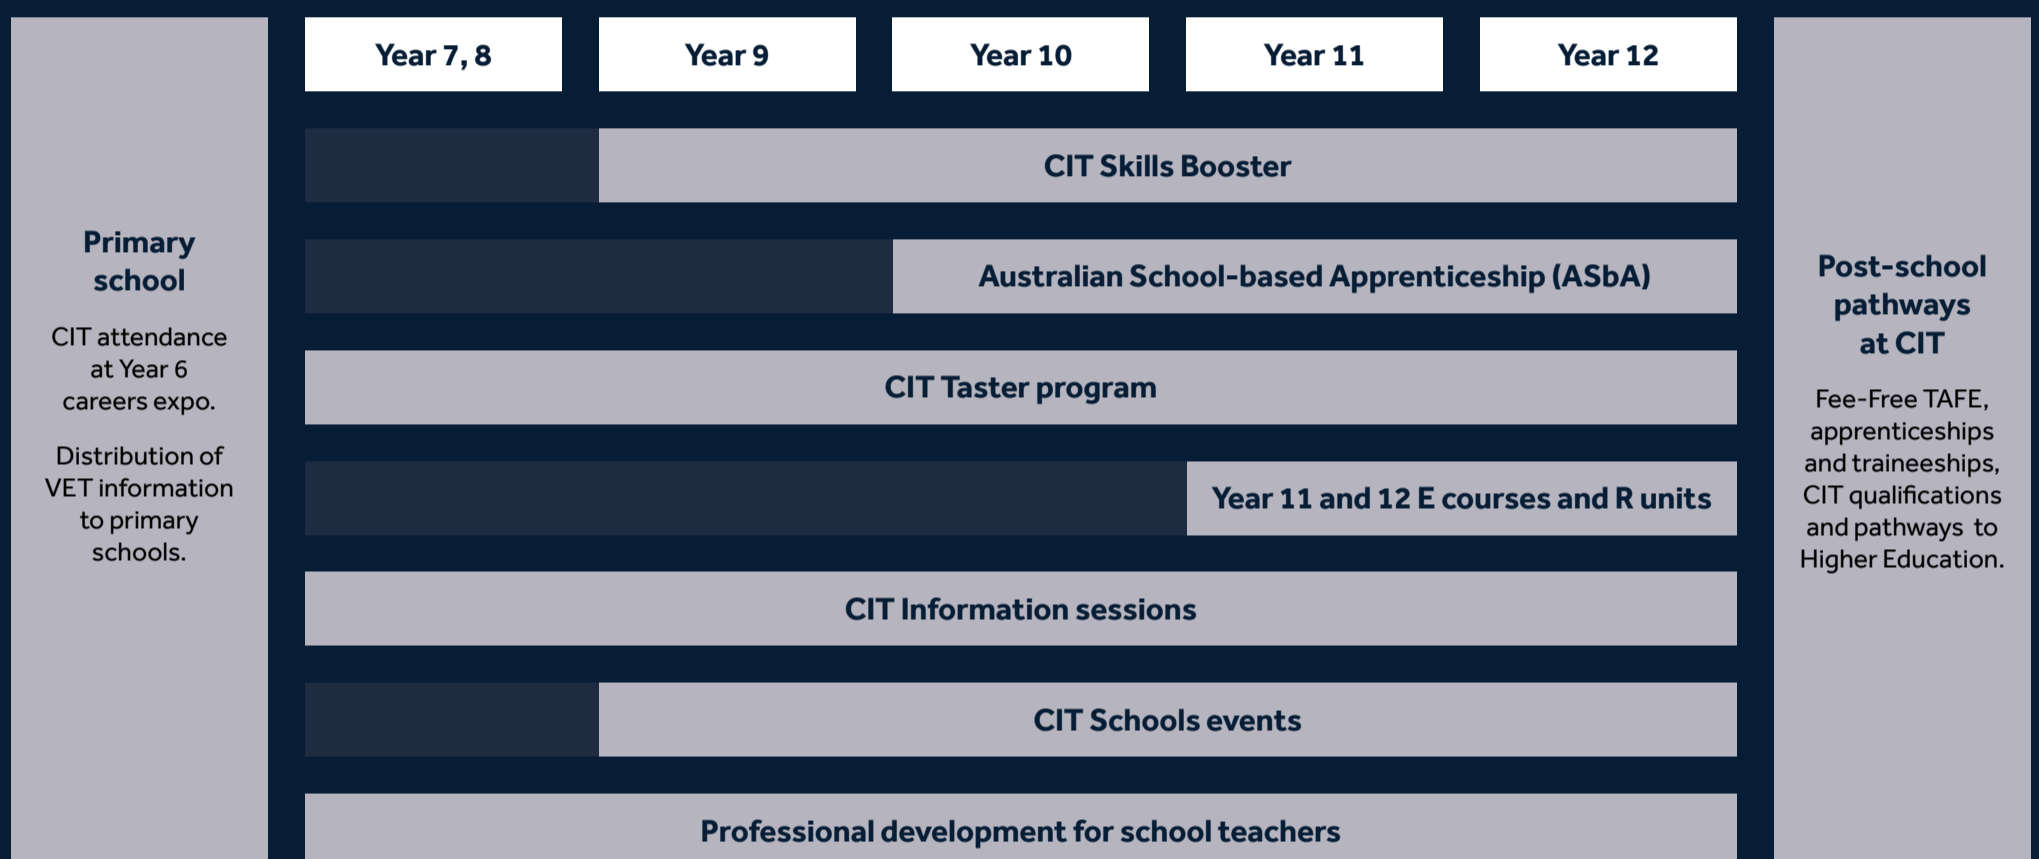 Primary
school
CIT attendance
at Year 6
careers expo.
Distribution of
VET information
to primary
schools.
Year 7, 8
Year 9
Year 10
Year 11
Year 12
CIT Skills Booster
Australian School-based Apprenticeship (ASbA)
CIT Taster program
Year 11 and 12 E courses and R units
CIT Information sessions
CIT Schools events
Professional development for school teachers
Post-school
pathways
at CIT
Fee-Free TAFE,
apprenticeships
and traineeships,
CIT qualifications
and pathways to
Higher Education.